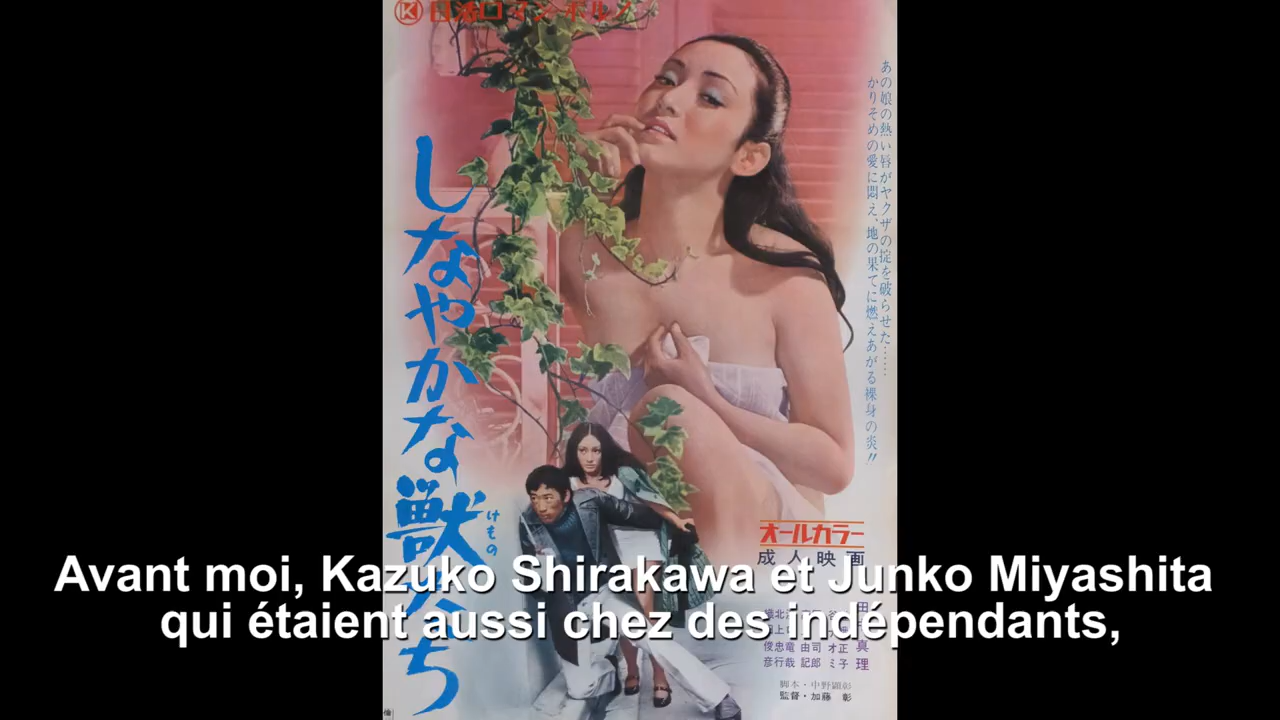 日活ロマンポルノ
あの娘の熱い唇がヤクザの掟を破らせた……
かりそめの愛に悶え、地の果てに燃えあがる裸身の炎!!
しなやかな獣たち
けもの
オールカラー
成人映画
Avant moi, Kazuko Shirakawa et Junko Miyashita
qui étaient aussi chez des indépendants,
脚本・中野顕彰
監督・加藤 彰